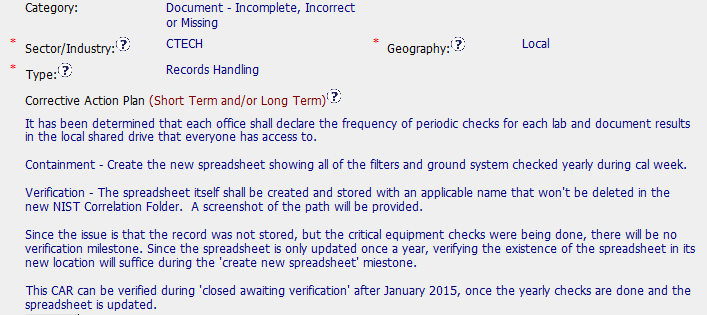 Category: Document - Incomplete, Incorrect
or Missing
* Sector/Industry: ? CTECH * Geography: ? Local
* Type: ? Records Handling
Corrective Action Plan (Short Term and/or Long Term) ?
It has been determined that each office shall declare the frequency of periodic checks for each lab and document results
in the local shared drive that everyone has access to.
Containment - Create the new spreadsheet showing all of the filters and ground system checked yearly during cal week.
Verification - The spreadsheet itself shall be created and stored with an applicable name that won't be deleted in the
new NIST Correlation Folder.  A screenshot of the path will be provided.
Since the issue is that the record was not stored, but the critical equipment checks were being done, there will be no
verification milestone. Since the spreadsheet is only updated once a year, verifying the existence of the spreadsheet in its
new location will suffice during the 'create new spreadsheet' miestone.
This CAR can be verified during 'closed awaiting verification' after January 2015, once the yearly checks are done and the
spreadsheet is updated.